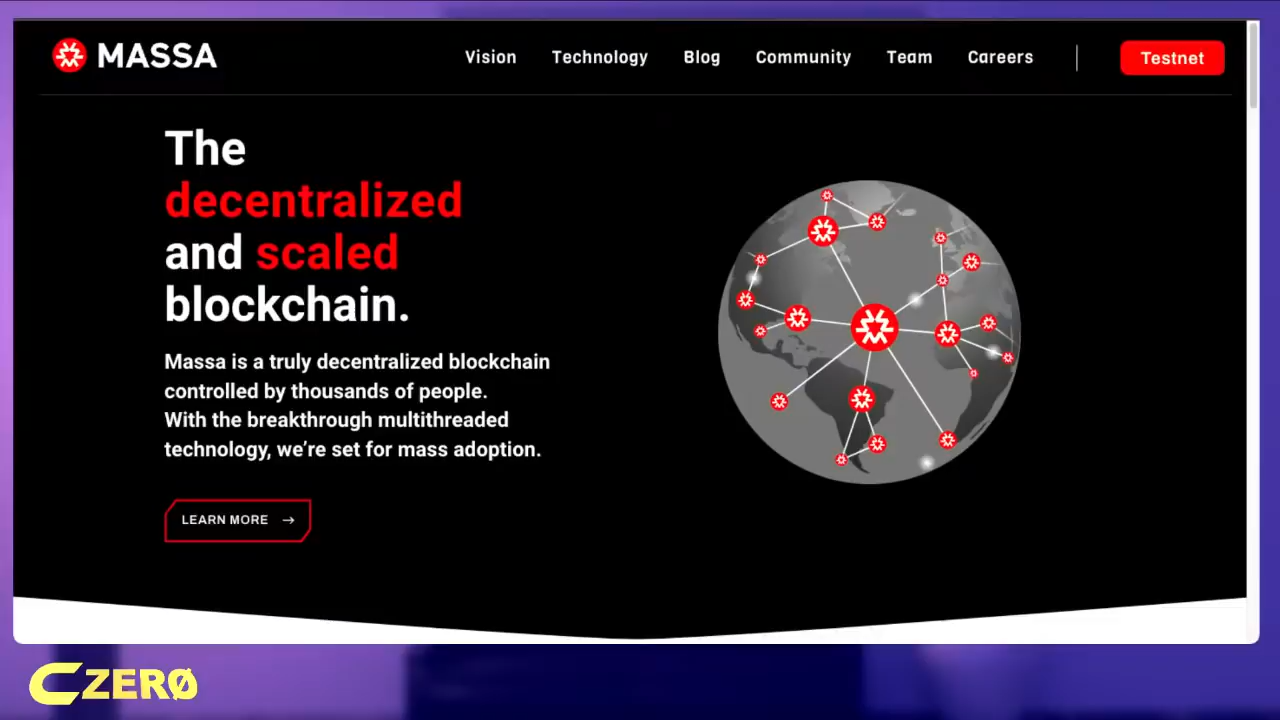 MASSA
Vision
Technology
Blog
Community
Team
Careers
Testnet
The
decentralized
and scaled
blockchain.
Massa is a truly decentralized blockchain
controlled by thousands of people.
With the breakthrough multithreaded
technology, we’re set for mass adoption.
LEARN MORE →
CZERØ